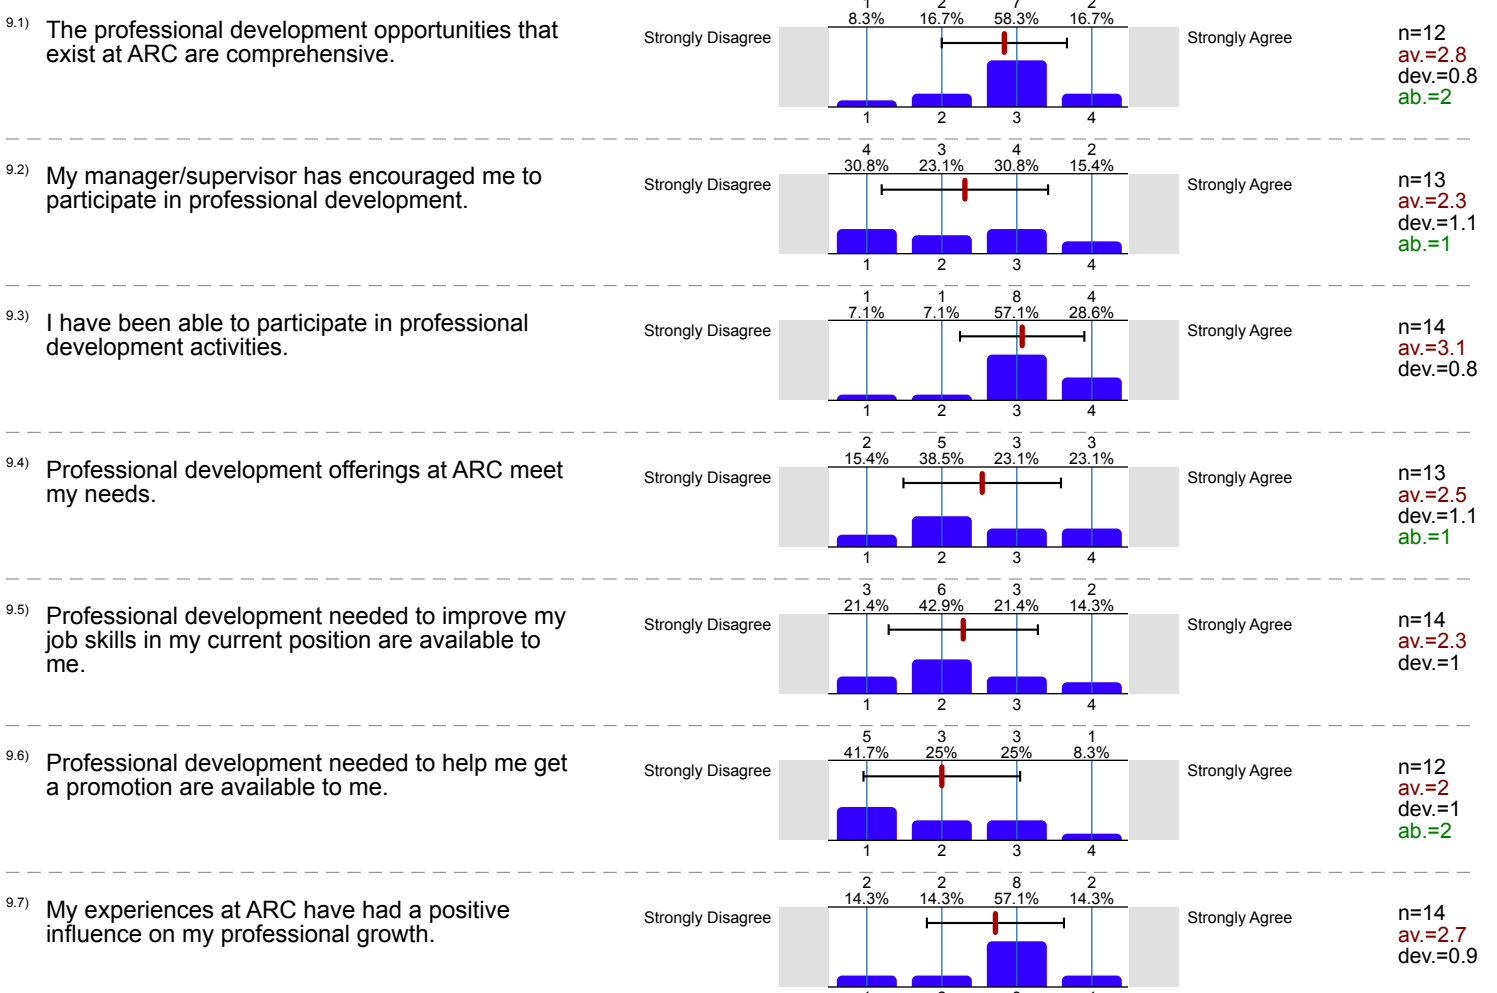 1 2 7 2
8.3% 16.7% 58.3% 16.7%
9.1) The professional development opportunities that
exist at ARC are comprehensive.
Strongly Disagree
Strongly Agree
n=12
av.=2.8
dev.=0.8
ab.=2
1 2 3 4
4 3 4 2
30.8% 23.1% 30.8% 15.4%
9.2) My manager/supervisor has encouraged me to
participate in professional development.
Strongly Disagree
Strongly Agree
n=13
av.=2.3
dev.=1.1
ab.=1
1 2 3 4
1 1 8 4
7.1% 7.1% 57.1% 28.6%
9.3) I have been able to participate in professional
development activities.
Strongly Disagree
Strongly Agree
n=14
av.=3.1
dev.=0.8
1 2 3 4
2 5 3 3
15.4% 38.5% 23.1% 23.1%
9.4) Professional development offerings at ARC meet
my needs.
Strongly Disagree
Strongly Agree
n=13
av.=2.5
dev.=1.1
ab.=1
1 2 3 4
3 6 3 2
21.4% 42.9% 21.4% 14.3%
9.5) Professional development needed to improve my
job skills in my current position are available to
me.
Strongly Disagree
Strongly Agree
n=14
av.=2.3
dev.=1
1 2 3 4
5 3 3 1
41.7% 25% 25% 8.3%
9.6) Professional development needed to help me get
a promotion are available to me.
Strongly Disagree
Strongly Agree
n=12
av.=2
dev.=1
ab.=2
1 2 3 4
2 2 8 2
14.3% 14.3% 57.1% 14.3%
9.7) My experiences at ARC have had a positive
influence on my professional growth.
Strongly Disagree
Strongly Agree
n=14
av.=2.7
dev.=0.9